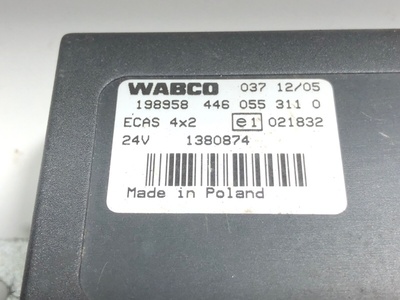 WABCO 037 12/05
198958 446 055 311 0
ECAS 4x2 e1 021832
24V 1380874
Made in Poland